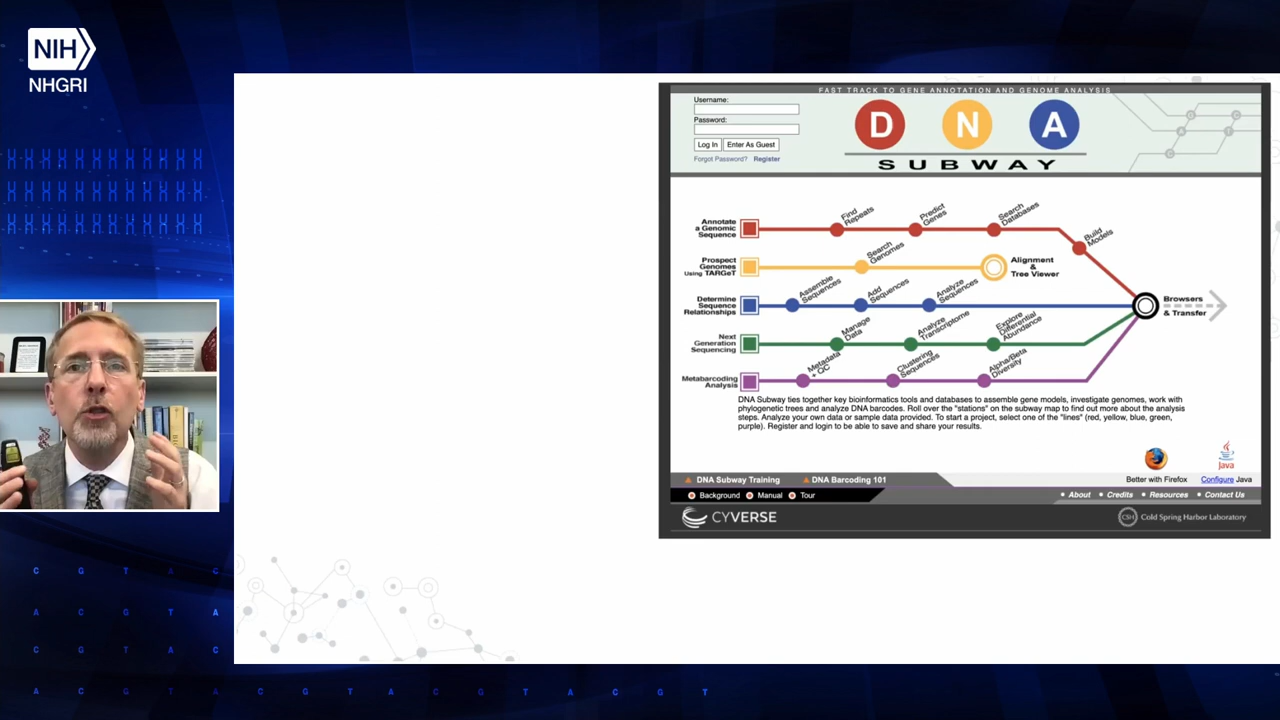 NIH
NHGRI
FAST TRACK TO GENE ANNOTATION AND GENOME ANALYSIS
Username:
Password:
Log In
Enter As Guest
Forgot Password?
Register
D N A
SUBWAY
Annotate
a Genomic
Sequence
Find
Repeats
Predict
Genes
Search
Databases
Build
Models
Prospect
Genomes
Using TARGeT
Search
Genomes
Alignment
&
Tree Viewer
Determine
Sequence
Relationships
Assemble
Sequences
Add
Sequences
Analyze
Sequences
Browsers
& Transfer
Next
Generation
Sequencing
Manage
Data
Analyze
Transcriptome
Explore
Differential
Abundance
Metabarcoding
Analysis
Metadata
+ QC
Clustering
Sequences
Alpha/Beta
Diversity
DNA Subway ties together key bioinformatics tools and databases to assemble gene models, investigate genomes, work with
phylogenetic trees and analyze DNA barcodes. Roll over the "stations" on the subway map to find out more about the analysis
steps. Analyze your own data or sample data provided. To start a project, select one of the "lines" (red, yellow, blue, green,
purple). Register and login to be able to save and share your results.
Java
Better with Firefox
Configure Java
DNA Subway Training
DNA Barcoding 101
Background
Manual
Tour
About
Credits
Resources
Contact Us
CYVERSE
CSH Cold Spring Harbor Laboratory
C G T A C
A C G T A
C G T A C
A C G T A C G T A C G T A C G T